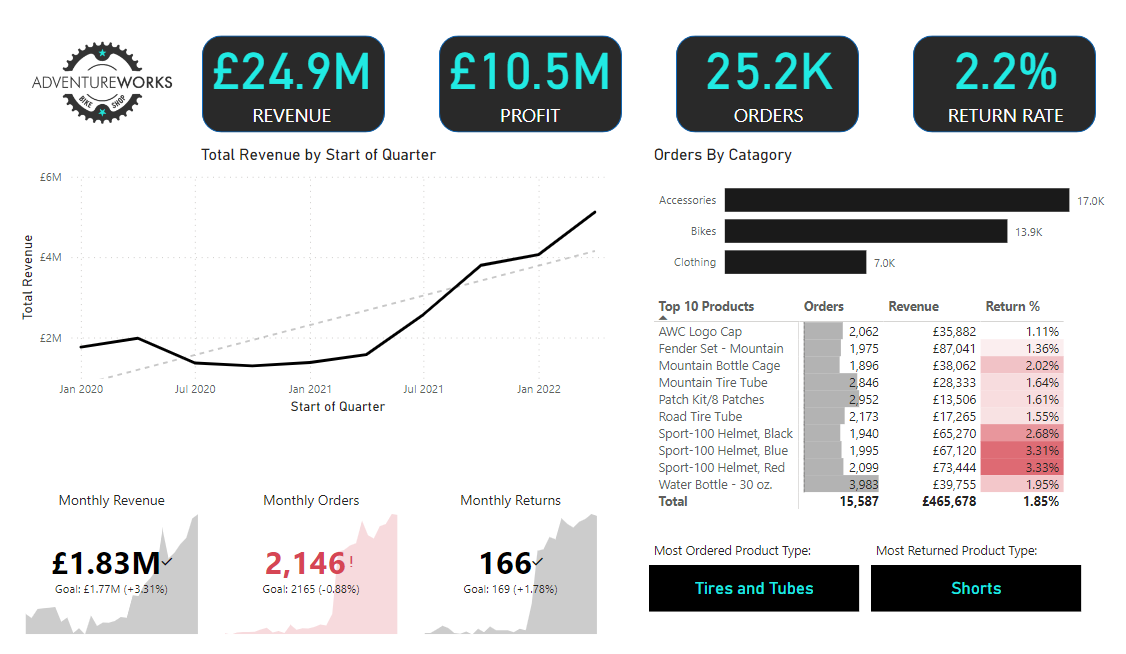 ADVENTUREWORKS
BIKE SHOP
£24.9M
REVENUE
£10.5M
PROFIT
25.2K
ORDERS
2.2%
RETURN RATE
Total Revenue by Start of Quarter
£6M
£4M
£2M
Total Revenue
Jan 2020 Jul 2020 Jan 2021 Jul 2021 Jan 2022
Start of Quarter
Orders By Catagory
Accessories 17.0K
Bikes 13.9K
Clothing 7.0K
Top 10 Products Orders Revenue Return %
AWC Logo Cap 2,062 £35,882 1.11%
Fender Set - Mountain 1,975 £87,041 1.36%
Mountain Bottle Cage 1,896 £38,062 2.02%
Mountain Tire Tube 2,846 £28,333 1.64%
Patch Kit/8 Patches 2,952 £13,506 1.61%
Road Tire Tube 2,173 £17,265 1.55%
Sport-100 Helmet, Black 1,940 £65,270 2.68%
Sport-100 Helmet, Blue 1,995 £67,120 3.31%
Sport-100 Helmet, Red 2,099 £73,444 3.33%
Water Bottle - 30 oz. 3,983 £39,755 1.95%
Total 15,587 £465,678 1.85%
Monthly Revenue
£1.83M
Goal: £1.77M (+3.31%)
Monthly Orders
2,146!
Goal: 2165 (-0.88%)
Monthly Returns
166
Goal: 169 (+1.78%)
Most Ordered Product Type:
Tires and Tubes
Most Returned Product Type:
Shorts